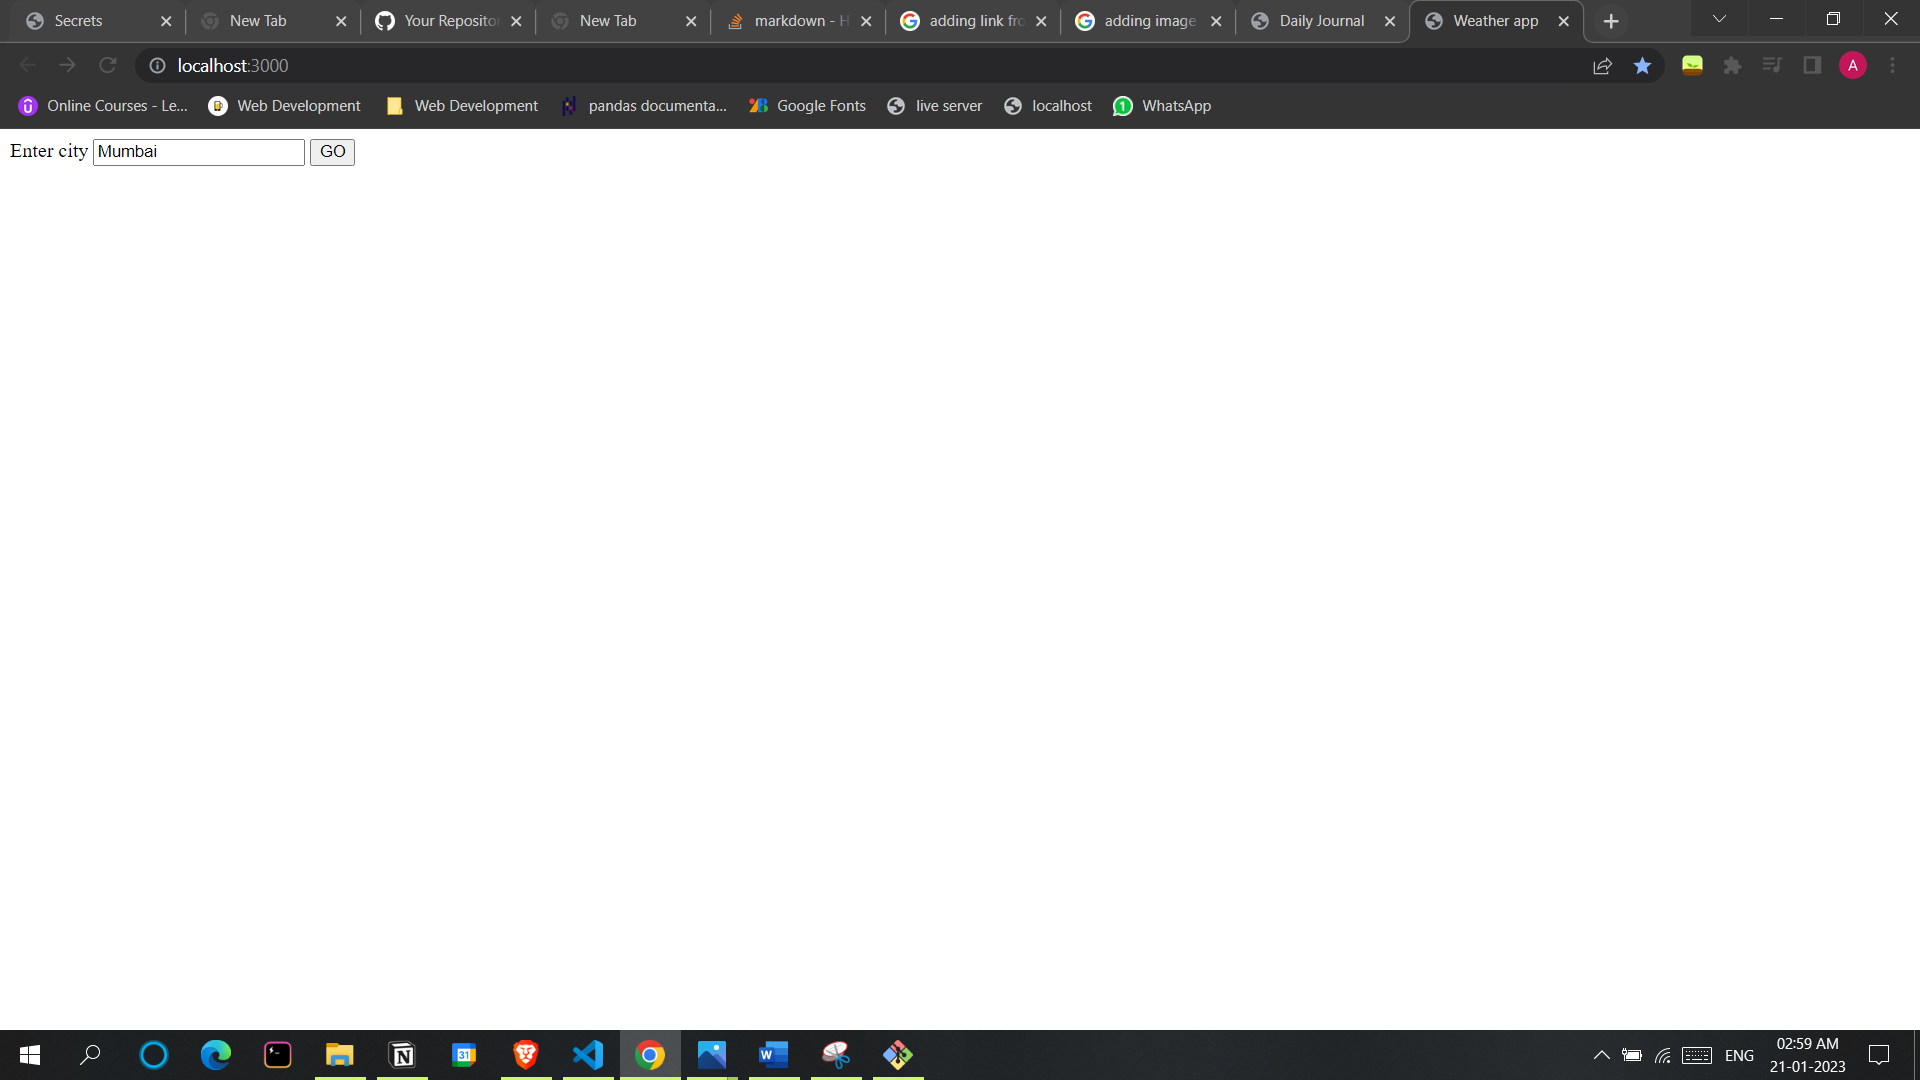 Secrets
New Tab
Your Repositor
New Tab
markdown - H
adding link fro
adding image
Daily Journal
Weather app
localhost:3000
A
Online Courses - Le...
Web Development
Web Development
pandas documenta...
Google Fonts
live server
localhost
1
WhatsApp
Enter city Mumbai GO
31
W
ENG
02:59 AM
21-01-2023